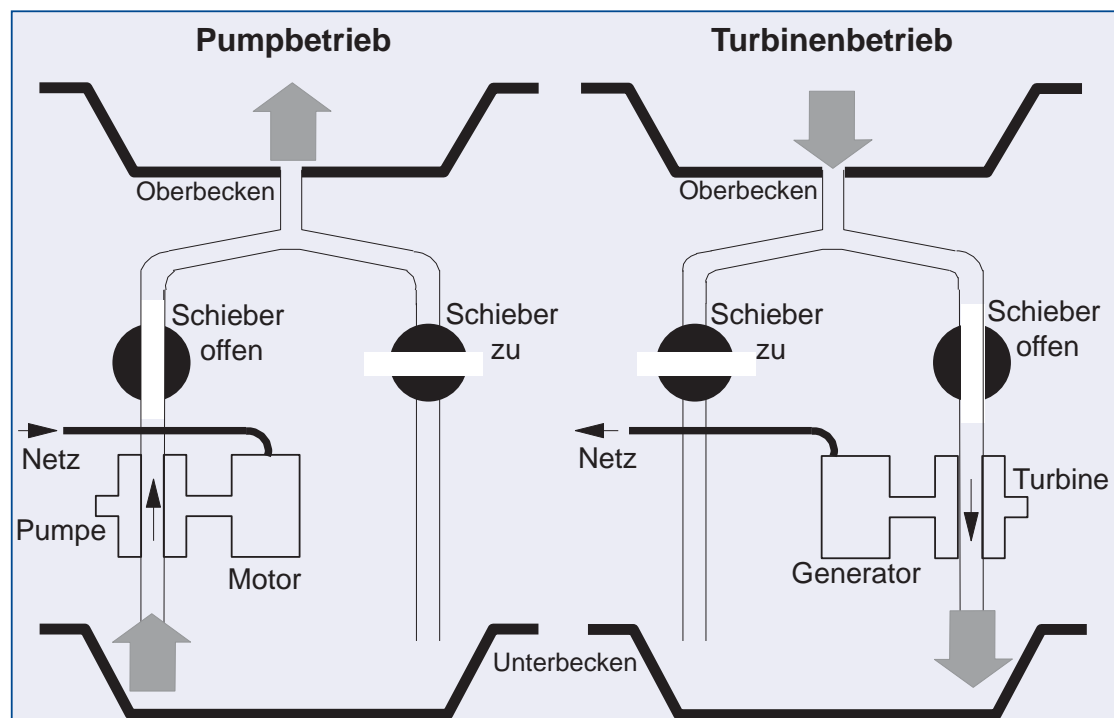 Pumpbetrieb
Oberbecken
Schieber
offen
Schieber
zu
Netz
Pumpe
Motor
Turbinenbetrieb
Oberbecken
Schieber
zu
Schieber
offen
Netz
Turbine
Generator
Unterbecken